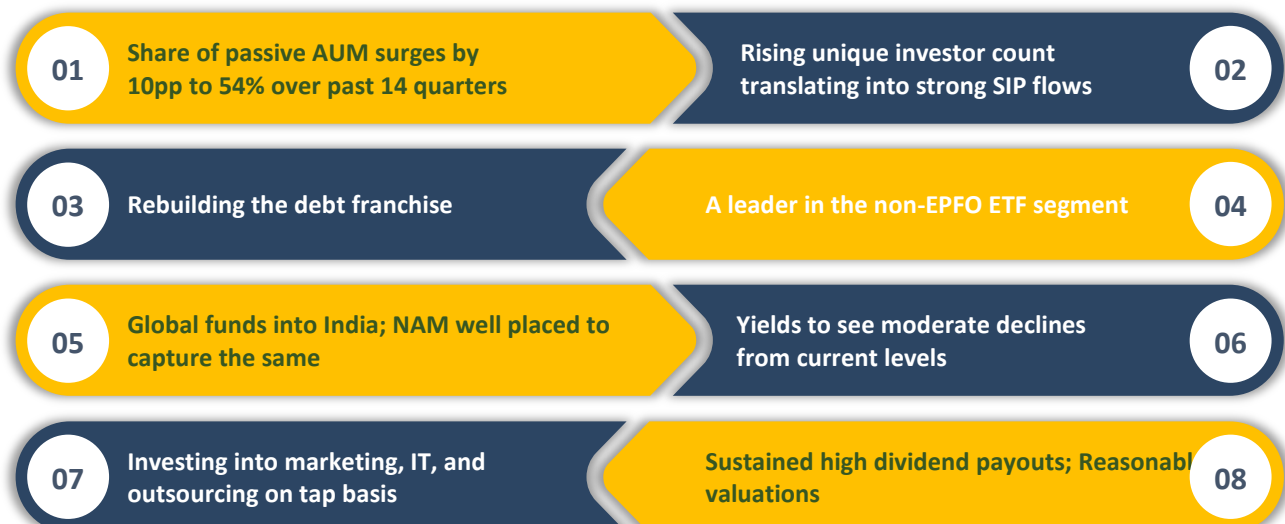 01
Share of passive AUM surges by
10pp to 54% over past 14 quarters
Rising unique investor count
translating into strong SIP flows
02
03
Rebuilding the debt franchise
A leader in the non-EPFO ETF segment
04
05
Global funds into India; NAM well placed to
capture the same
Yields to see moderate declines
from current levels
06
07
Investing into marketing, IT, and
outsourcing on tap basis
Sustained high dividend payouts; Reasonabl
valuations
08